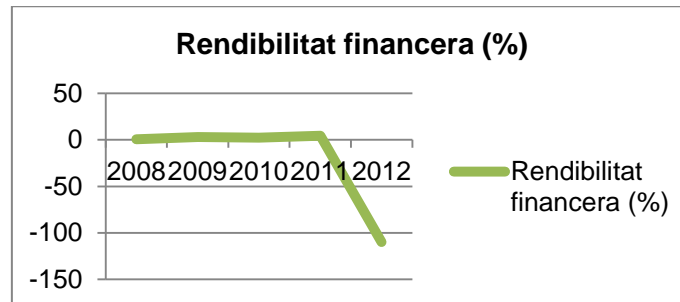 Rendibilitat financera (%)
50
0
-50
-100
-150
2008 2009 2010 2011 2012
Rendibilitat
financera (%)